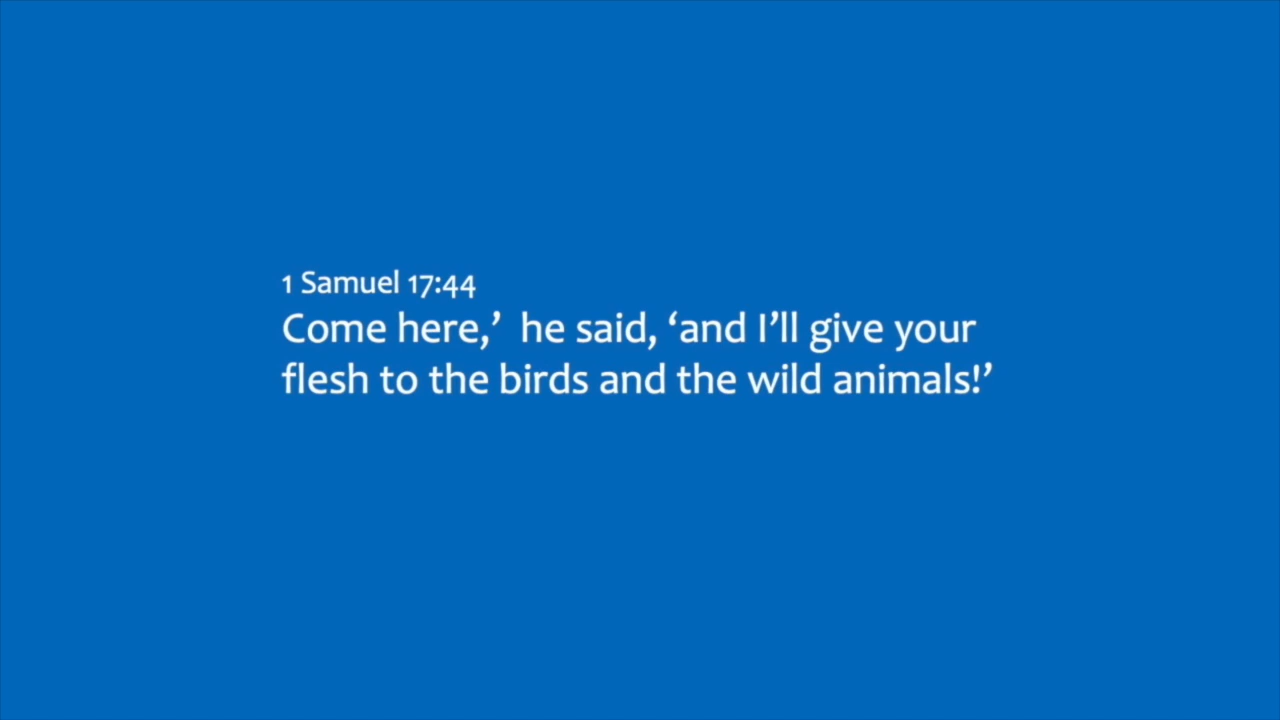 1 Samuel 17:44
Come here,’  he said, ‘and I’ll give your
flesh to the birds and the wild animals!’